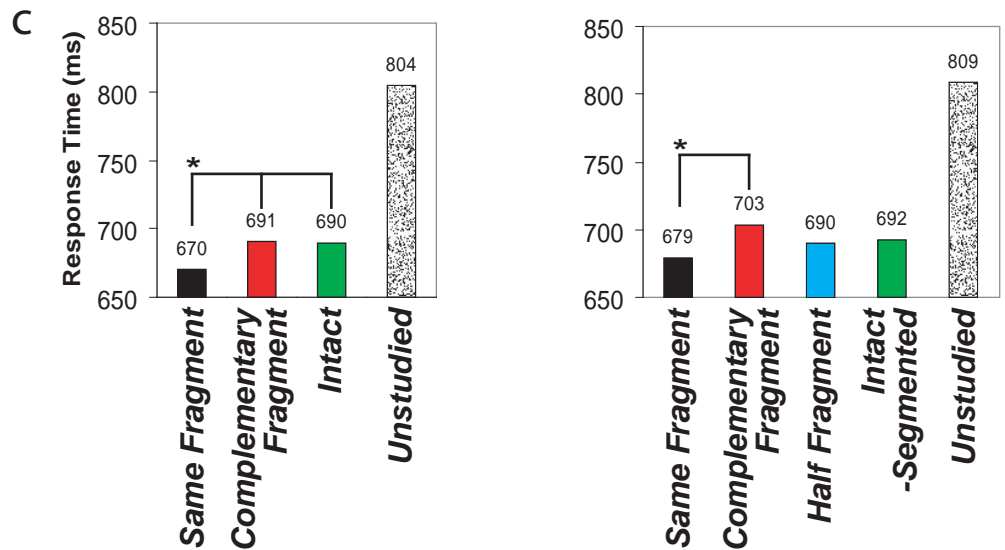 C
Response Time (ms)
850
800
750
700
650
*
670
691
690
804
Same Fragment
Complementary
Fragment
Intact
Unstudied
850
800
750
700
650
*
679
703
690
692
809
Same Fragment
Complementary
Fragment
Half Fragment
Intact
-Segmented
Unstudied